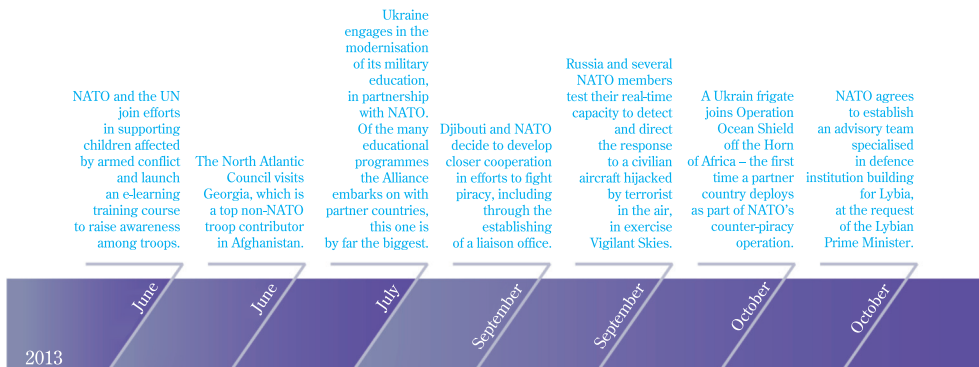 NATO and the UN
join efforts
in supporting
children affected
by armed conflict
and launch
an e-learning
training course
to raise awareness
among troops.
The North Atlantic
Council visits
Georgia, which is
a top non-NATO
troop contributor
in Afghanistan.
Ukraine
engages in the
modernisation
of its military
education,
in partnership
with NATO.
Of the many
educational
programmes
the Alliance
embarks on with
partner countries,
this one is
by far the biggest.
Djibouti and NATO
decide to develop
closer cooperation
in efforts to fight
piracy, including
through the
establishing
of a liaison office.
Russia and several
NATO members
test their real-time
capacity to detect
and direct
the response
to a civilian
aircraft hijacked
by terrorist
in the air,
in exercise
Vigilant Skies.
A Ukrain frigate
joins Operation
Ocean Shield
off the Horn
of Africa – the first
time a partner
country deploys
as part of NATO’s
counter-piracy
operation.
NATO agrees
to establish
an advisory team
specialised
in defence
institution building
for Lybia,
at the request
of the Lybian
Prime Minister.
June
June
July
September
September
October
October
2013